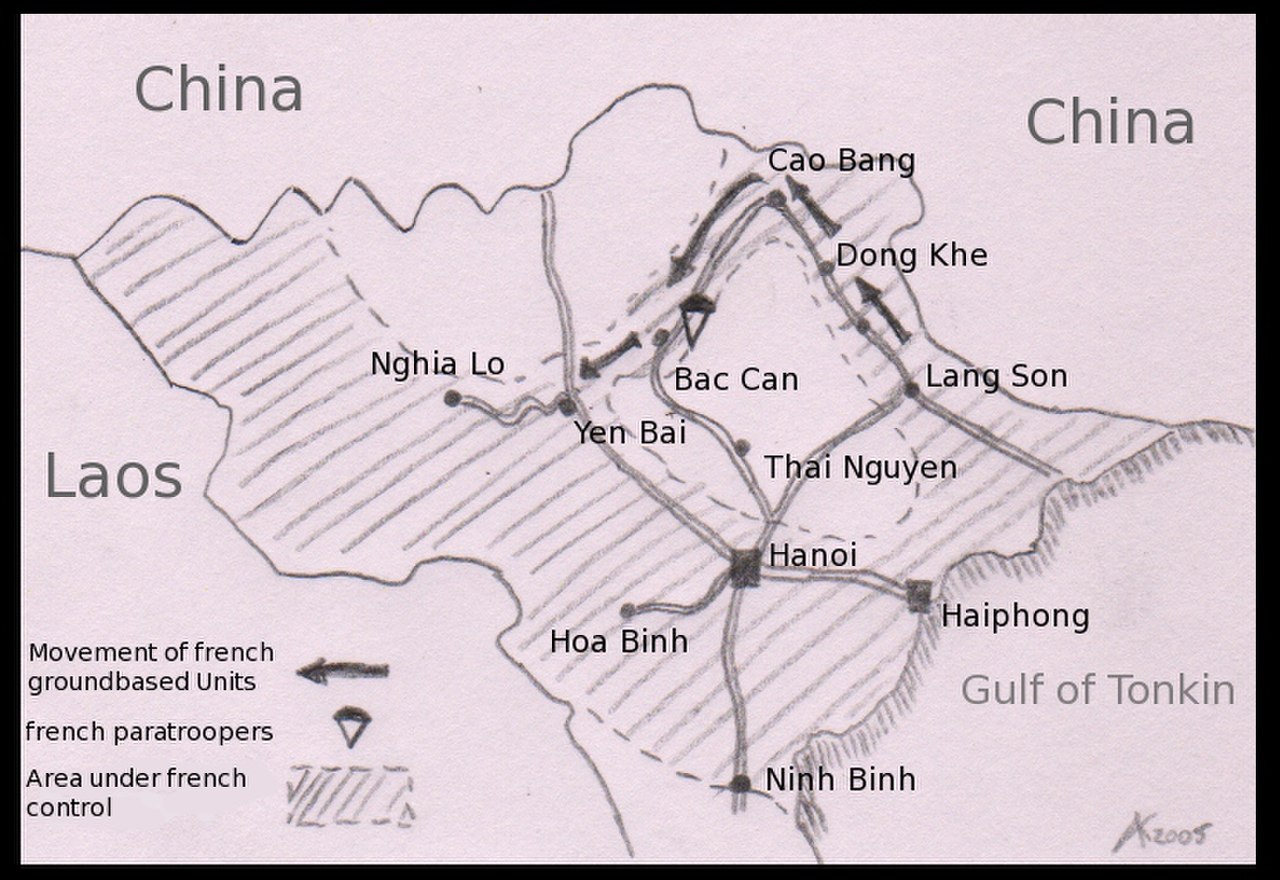 China
China
Cao Bang
Dong Khe
Nghia Lo
Bac Can
Lang Son
Yen Bai
Laos
Thai Nguyen
Hanoi
Haiphong
Hoa Binh
Movement of french
groundbased Units
Gulf of Tonkin
french paratroopers
Area under french
control
Ninh Binh
2005